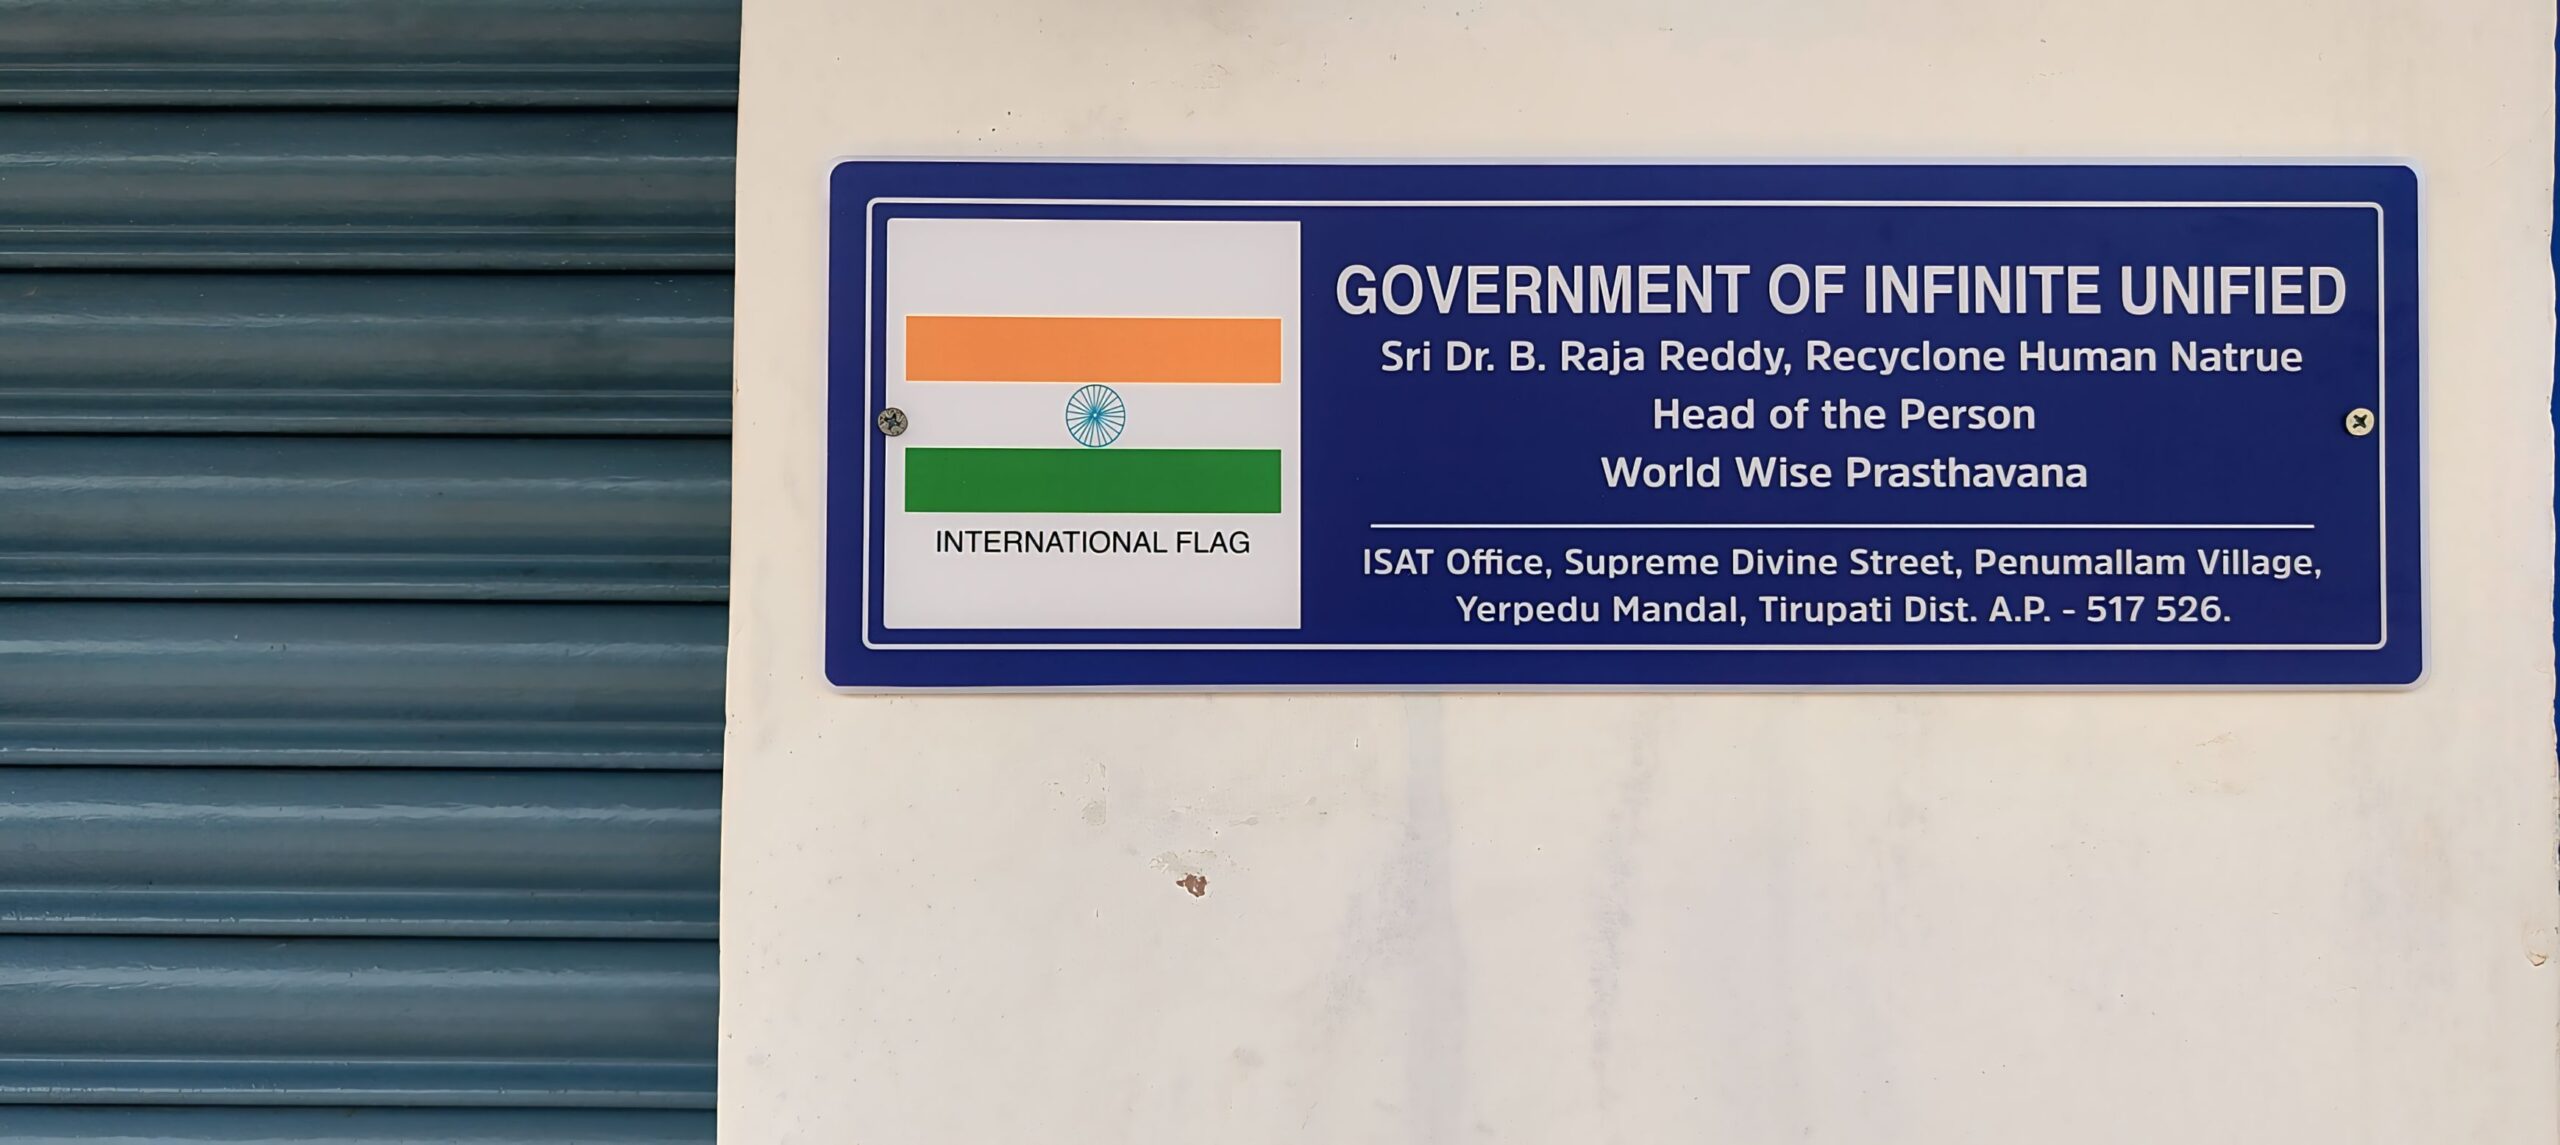 INTERNATIONAL FLAG
GOVERNMENT OF INFINITE UNIFIED
Sri Dr. B. Raja Reddy, Recyclone Human Natrue
Head of the Person
World Wise Prasthavana
ISAT Office, Supreme Divine Street, Penumallam Village,
Yerpedu Mandal, Tirupati Dist. A.P. - 517 526.